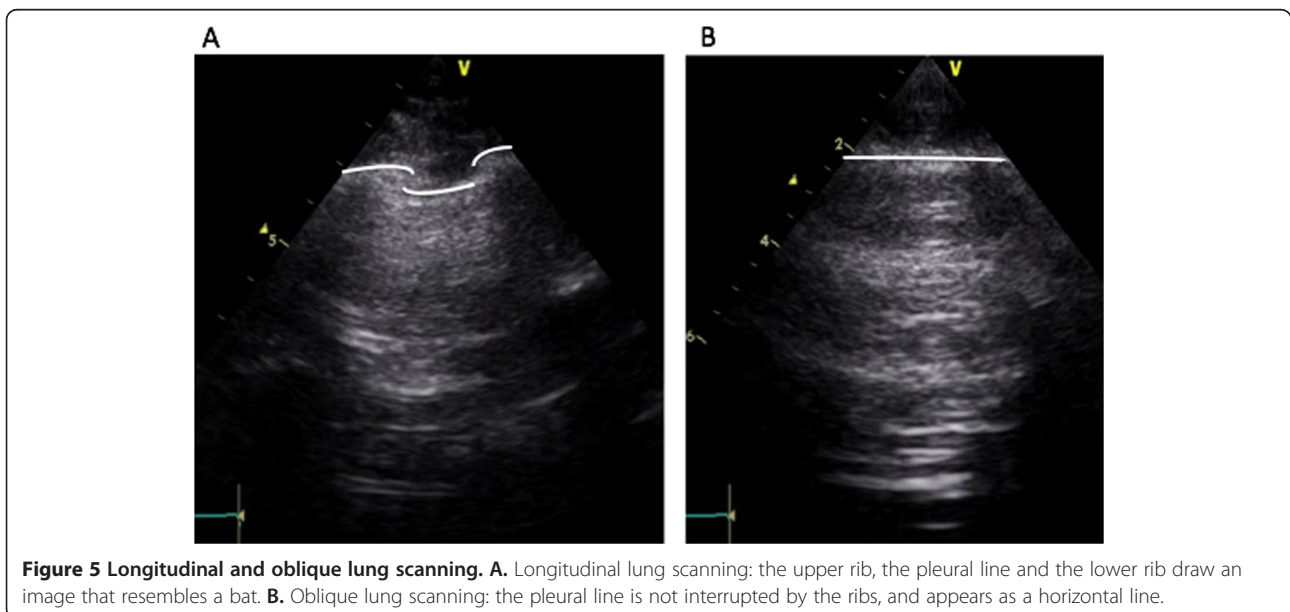 A
B
V
V
2
5
4
6
Figure 5 Longitudinal and oblique lung scanning. A. Longitudinal lung scanning: the upper rib, the pleural line and the lower rib draw an
image that resembles a bat. B. Oblique lung scanning: the pleural line is not interrupted by the ribs, and appears as a horizontal line.